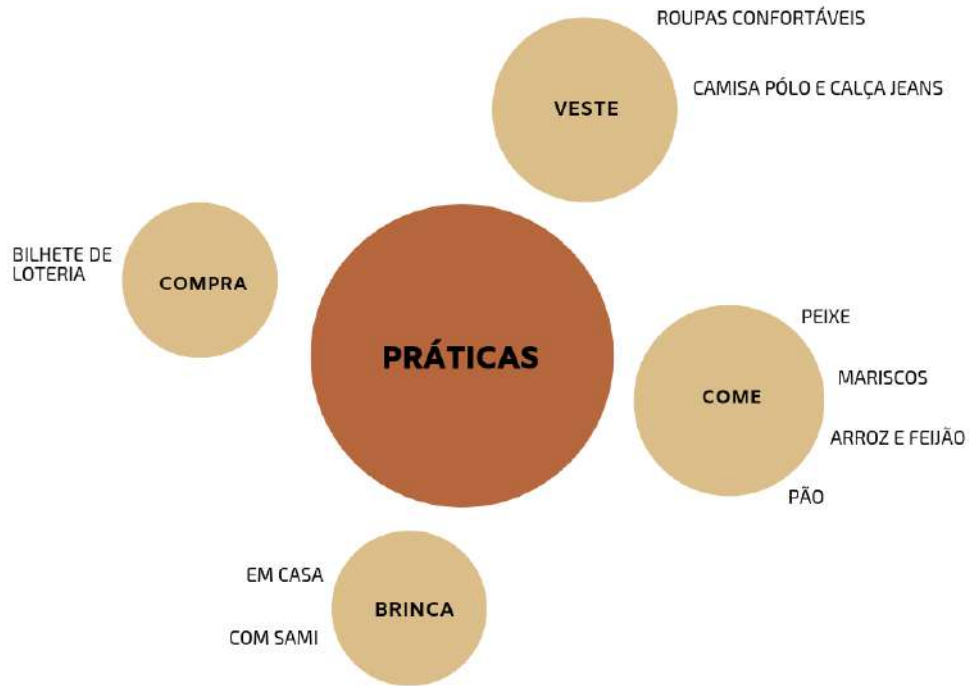 ROUPAS CONFORTÁVEIS
CAMISA PÓLO E CALÇA JEANS
VESTE
BILHETE DE
LOTERIA
COMPRA
PRÁTICAS
PEIXE
MARISCOS
COME
ARROZ E FEIJÃO
PÃO
EM CASA
BRINCA
COM SAMI